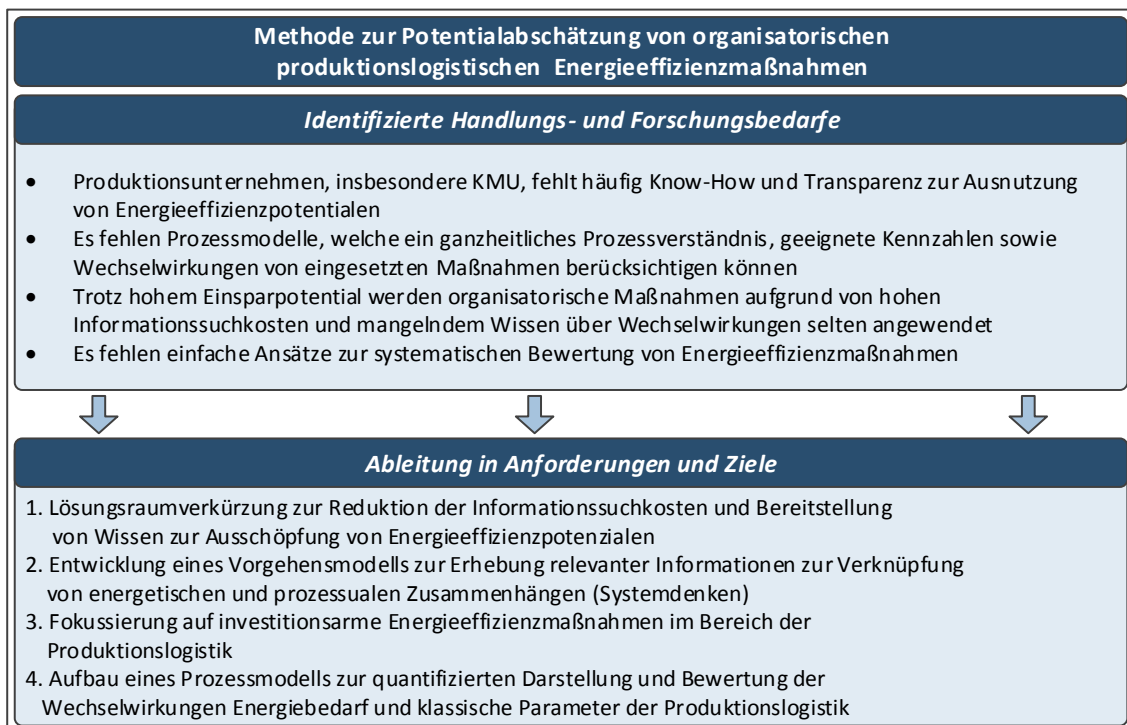 Methode zur Potentialabschätzung von organisatorischen
produktionslogistischen Energieeffizienzmaßnahmen
Identifizierte Handlungs- und Forschungsbedarfe
• Produktionsunternehmen, insbesondere KMU, fehlt häufig Know-How und Transparenz zur Ausnutzung
von Energieeffizienzpotentialen
• Es fehlen Prozessmodelle, welche ein ganzheitliches Prozessverständnis, geeignete Kennzahlen sowie
Wechselwirkungen von eingesetzten Maßnahmen berücksichtigen können
• Trotz hohem Einsparpotential werden organisatorische Maßnahmen aufgrund von hohen
Informationssuchkosten und mangelndem Wissen über Wechselwirkungen selten angewendet
• Es fehlen einfache Ansätze zur systematischen Bewertung von Energieeffizienzmaßnahmen
Ableitung in Anforderungen und Ziele
1. Lösungsraumverkürzung zur Reduktion der Informationssuchkosten und Bereitstellung
von Wissen zur Ausschöpfung von Energieeffizienzpotenzialen
2. Entwicklung eines Vorgehensmodells zur Erhebung relevanter Informationen zur Verknüpfung
von energetischen und prozessualen Zusammenhängen (Systemdenken)
3. Fokussierung auf investitionsarme Energieeffizienzmaßnahmen im Bereich der
Produktionslogistik
4. Aufbau eines Prozessmodells zur quantifizierten Darstellung und Bewertung der
Wechselwirkungen Energiebedarf und klassische Parameter der Produktionslogistik